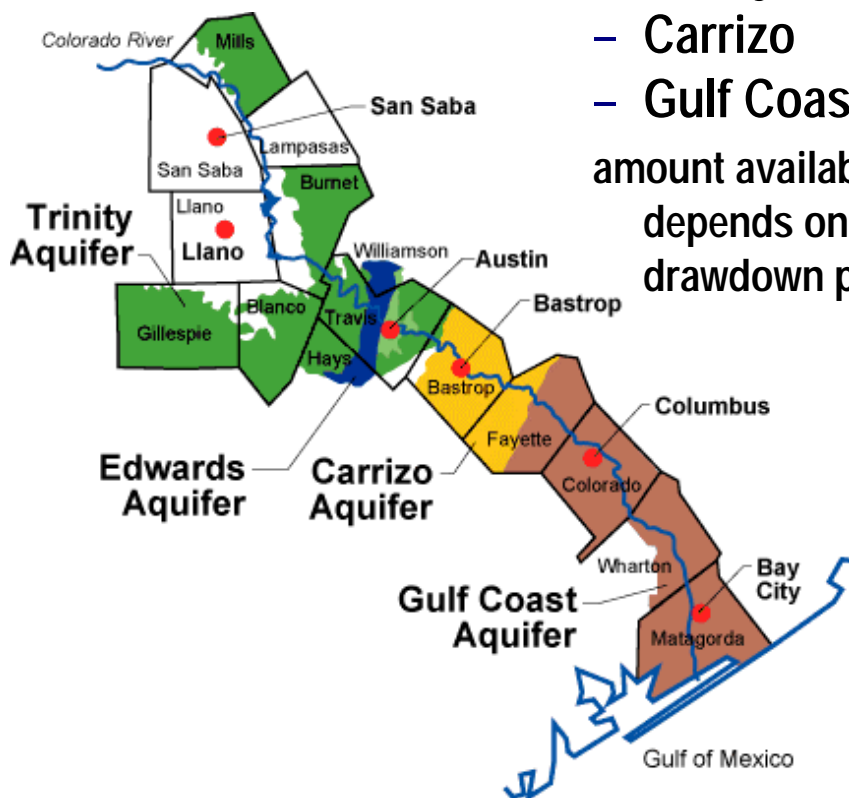 – Carrizo
– Gulf Coas
amount availab
depends on
drawdown p
Colorado River
Mills
San Saba
Lampasas
San Saba
Burnet
Llano
Trinity
Aquifer
Llano
Williamson
Austin
Blanco
Travis
Bastrop
Gillespie
Hays
Bastrop
Columbus
Fayette
Edwards
Aquifer
Carrizo
Aquifer
Colorado
Wharton
Bay
City
Gulf Coast
Aquifer
Matagorda
Gulf of Mexico